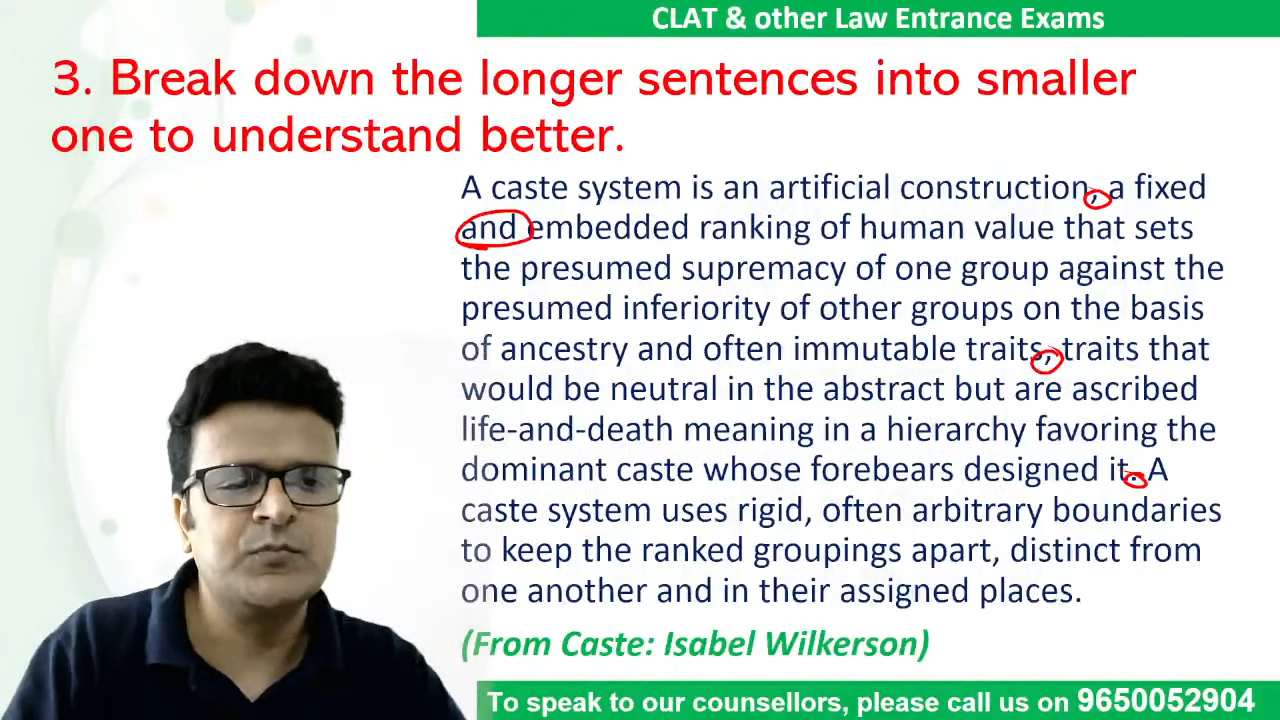 CLAT & other Law Entrance Exams
3. Break down the longer sentences into smaller
one to understand better.
A caste system is an artificial construction, a fixed
and embedded ranking of human value that sets
the presumed supremacy of one group against the
presumed inferiority of other groups on the basis
of ancestry and often immutable traits, traits that
would be neutral in the abstract but are ascribed
life-and-death meaning in a hierarchy favoring the
dominant caste whose forebears designed it. A
caste system uses rigid, often arbitrary boundaries
to keep the ranked groupings apart, distinct from
one another and in their assigned places.
(From Caste: Isabel Wilkerson)
To speak to our counsellors, please call us on 9650052904